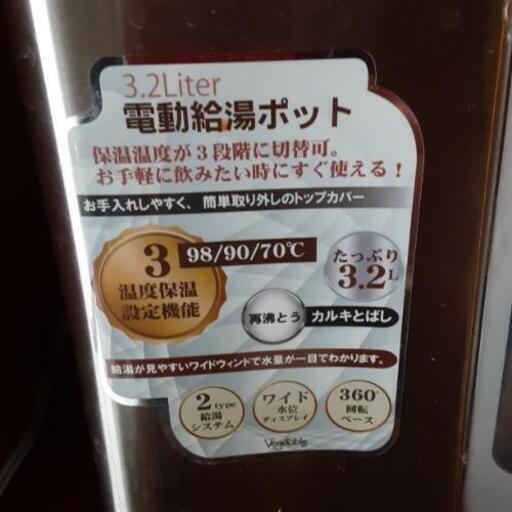 3.2Liter
電動給湯ポット
保温温度が3段階に切替可。
お手軽に飲みたい時にすぐ使える！
お手入れしやすく、簡単取り外しのトップカバー
3
温度保温
設定機能
98/90/70℃
たっぷり
3.2L
再沸とう
カルキとばし
給湯が見やすいワイドウィンドで水量が一目でわかります。
2type
給湯
システム
ワイド
水位
ディスプレイ
360°
回転
ベース
Vegetable